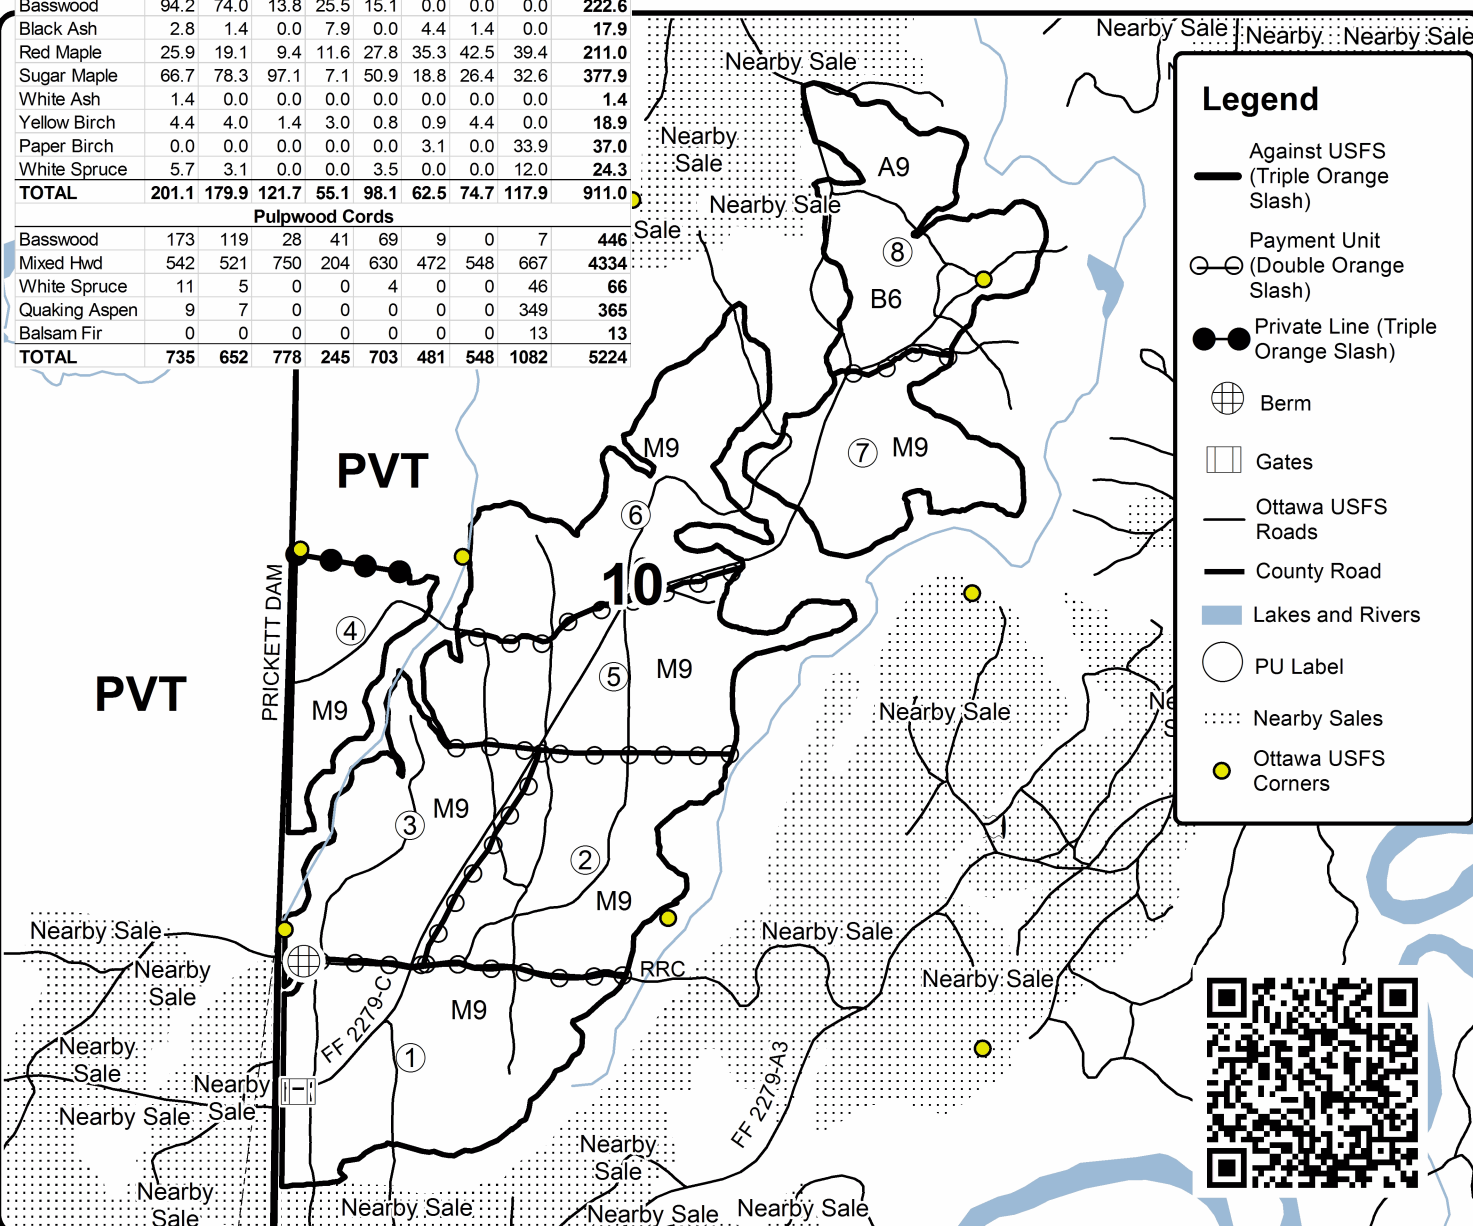 Basswood 94.2 74.0 13.8 25.5 15.1 0.0 0.0 0.0 222.6
Black Ash 2.8 1.4 0.0 7.9 0.0 4.4 1.4 0.0 17.9
Red Maple 25.9 19.1 9.4 11.6 27.8 35.3 42.5 39.4 211.0
Sugar Maple 66.7 78.3 97.1 7.1 50.9 18.8 26.4 32.6 377.9
White Ash 1.4 0.0 0.0 0.0 0.0 0.0 0.0 0.0 1.4
Yellow Birch 4.4 4.0 1.4 3.0 0.8 0.9 4.4 0.0 18.9
Paper Birch 0.0 0.0 0.0 0.0 0.0 3.1 0.0 33.9 37.0
White Spruce 5.7 3.1 0.0 0.0 3.5 0.0 0.0 12.0 24.3
TOTAL 201.1 179.9 121.7 55.1 98.1 62.5 74.7 117.9 911.0
Pulpwood Cords
Basswood 173 119 28 41 69 9 0 7 446
Mixed Hwd 542 521 750 204 630 472 548 667 4334
White Spruce 11 5 0 0 4 0 0 46 66
Quaking Aspen 9 7 0 0 0 0 0 349 365
Balsam Fir 0 0 0 0 0 0 0 13 13
TOTAL 735 652 778 245 703 481 548 1082 5224
Nearby Sale
Nearby
Nearby Sale
Nearby Sale
Nearby
Sale
Nearby Sale
Sale
A9
8
B6
7
M9
M9
6
10
PVT
PVT
PRICKETT DAM
4
M9
5
M9
3
M9
2
M9
RRC
M9
1
FF 2279-C
FF 2279-A3
Nearby Sale
Nearby Sale
Nearby Sale
Nearby Sale
Nearby
Sale
Nearby
Sale
Nearby
Sale
Nearby Sale
Nearby
Sale
Nearby Sale
Nearby
Sale
Nearby Sale
Nearby Sale
Legend
Against USFS
(Triple Orange
Slash)
Payment Unit
(Double Orange
Slash)
Private Line (Triple
Orange Slash)
Berm
Gates
Ottawa USFS
Roads
County Road
Lakes and Rivers
PU Label
Nearby Sales
Ottawa USFS
Corners